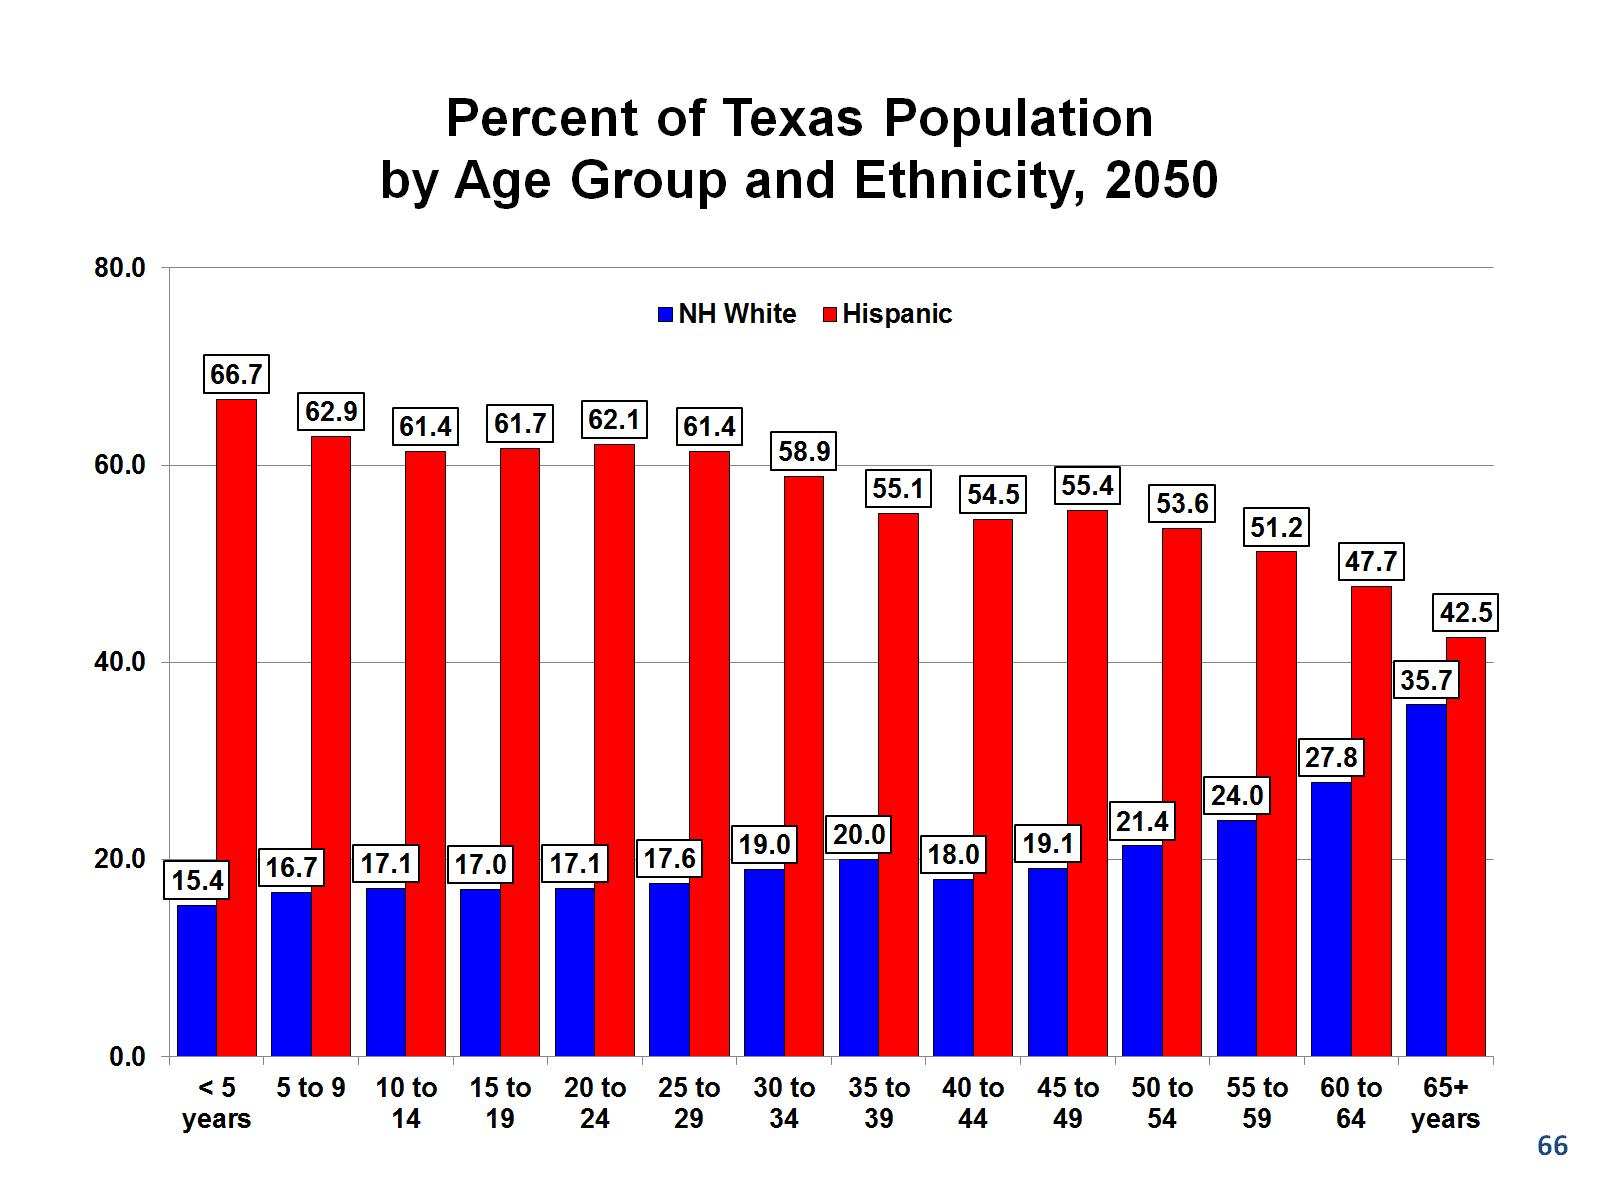 Percent of Texas Population
by Age Group and Ethnicity, 2050
80.0
60.0
40.0
20.0
0.0
NH White Hispanic
66.7
62.9
61.4
61.7
62.1
61.4
58.9
55.1
54.5
55.4
53.6
51.2
47.7
42.5
15.4
16.7
17.1
17.0
17.1
17.6
19.0
20.0
18.0
19.1
21.4
24.0
27.8
35.7
< 5
years
5 to 9
10 to
14
15 to
19
20 to
24
25 to
29
30 to
34
35 to
39
40 to
44
45 to
49
50 to
54
55 to
59
60 to
64
65+
years
66